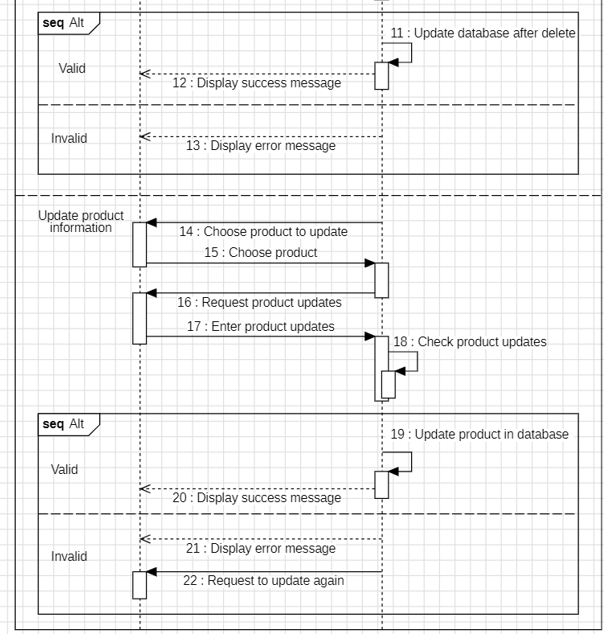 seq Alt
11 : Update database after delete
Valid
12 : Display success message
Invalid
13 : Display error message
Update product
information
14 : Choose product to update
15 : Choose product
16 : Request product updates
17 : Enter product updates
18 : Check product updates
seq Alt
19 : Update product in database
Valid
20 : Display success message
21 : Display error message
Invalid
22 : Request to update again